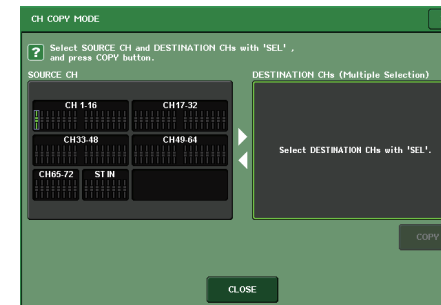 CH COPY MODE
? Select SOURCE CH and DESTINATION CHs with 'SEL' ,
and press COPY button.
SOURCE CH
DESTINATION CHs (Multiple Selection)
CH 1-16
CH17-32
CH33-48
CH49-64
CH65-72
ST IN
Select DESTINATION CHs with 'SEL'.
COPY
CLOSE